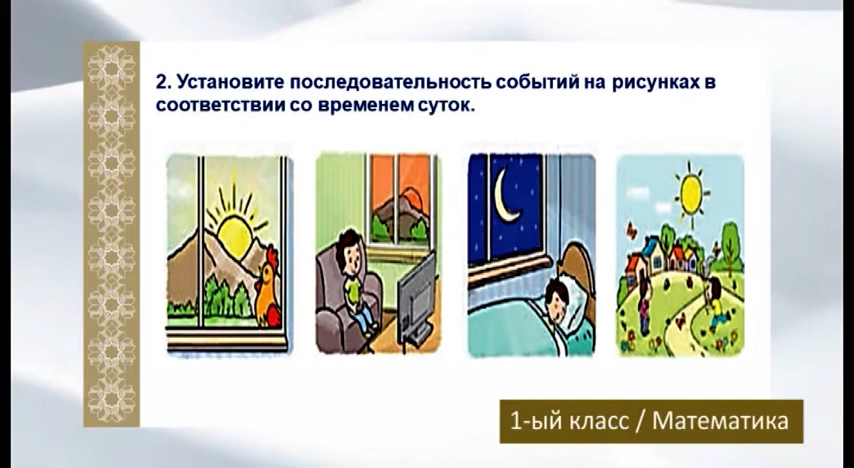 2. Установите последовательность событий на рисунках в
соответствии со временем суток.
1-ый класс / Математика